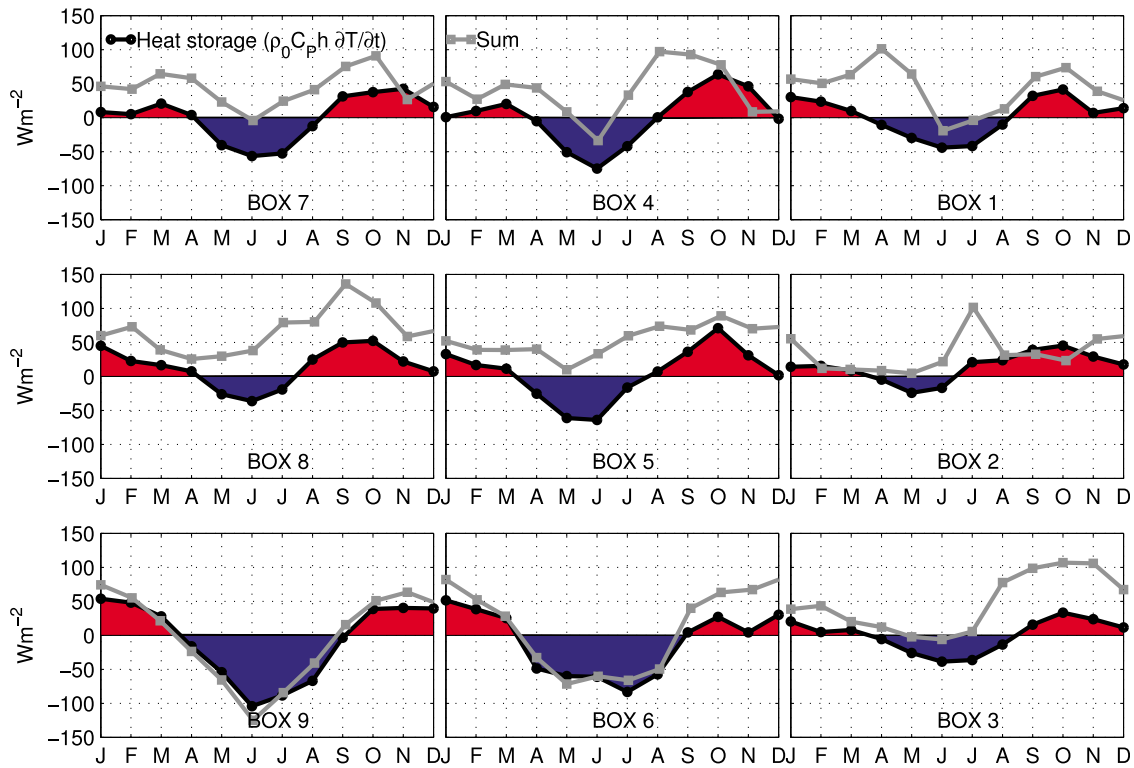 150
100
50
0
−50
−100
−150
Wm⁻²
Heat storage (ρ₀Cₚh ∂T/∂t)
Sum
BOX 7
BOX 4
BOX 1
J F M A M J J A S O N D
J F M A M J J A S O N D
J F M A M J J A S O N D
150
100
50
0
−50
−100
−150
Wm⁻²
BOX 8
BOX 5
BOX 2
J F M A M J J A S O N D
J F M A M J J A S O N D
J F M A M J J A S O N D
150
100
50
0
−50
−100
−150
Wm⁻²
BOX 9
BOX 6
BOX 3
J F M A M J J A S O N D
J F M A M J J A S O N D
J F M A M J J A S O N D